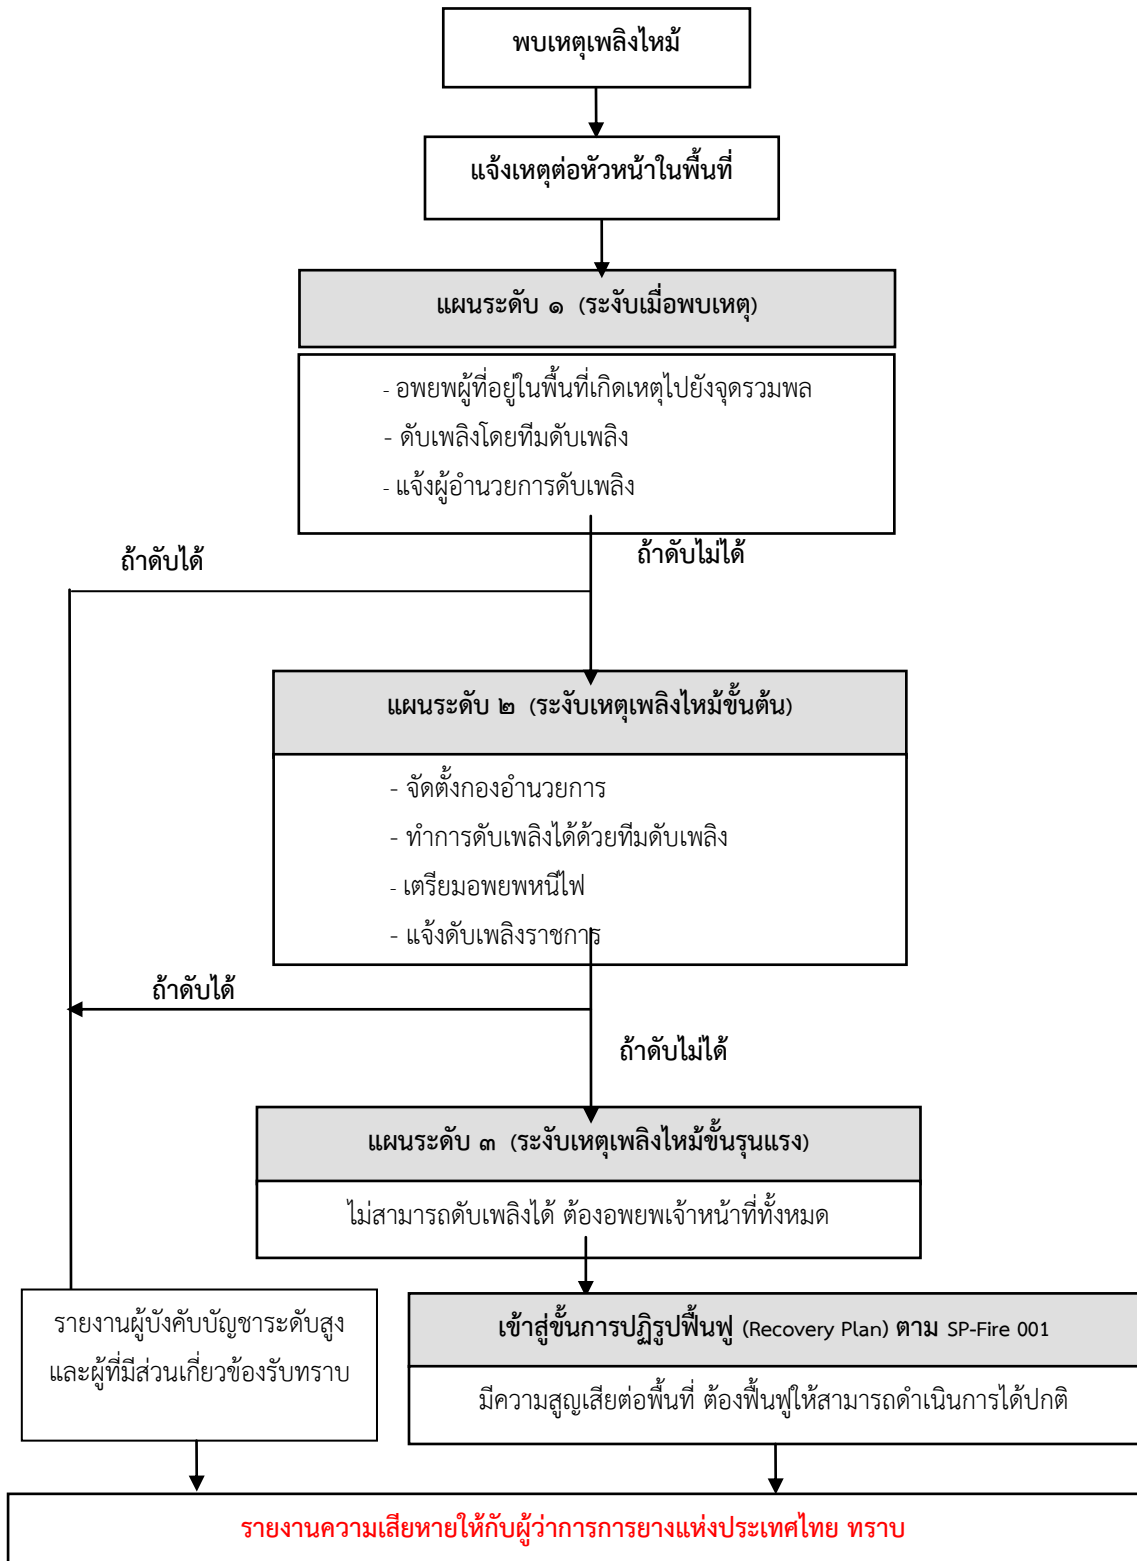 พบเหตุเพลิงไหม้
แจ้งเหตุต่อหัวหน้าในพื้นที่
แผนระดับ ๑ (ระงับเมื่อพบเหตุ)
- อพยพผู้ที่อยู่ในพื้นที่เกิดเหตุไปยังจุดรวมพล
- ดับเพลิงโดยทีมดับเพลิง
- แจ้งผู้อำนวยการดับเพลิง
ถ้าดับได้
ถ้าดับไม่ได้
แผนระดับ ๒ (ระงับเหตุเพลิงไหม้ขั้นต้น)
- จัดตั้งกองอำนวยการ
- ทำการดับเพลิงได้ด้วยทีมดับเพลิง
- เตรียมอพยพหนีไฟ
- แจ้งดับเพลิงราชการ
ถ้าดับได้
ถ้าดับไม่ได้
แผนระดับ ๓ (ระงับเหตุเพลิงไหม้ขั้นรุนแรง)
ไม่สามารถดับเพลิงได้ ต้องอพยพเจ้าหน้าที่ทั้งหมด
รายงานผู้บังคับบัญชาระดับสูง
และผู้ที่มีส่วนเกี่ยวข้องรับทราบ
เข้าสู่ขั้นการปฏิรูปฟื้นฟู (Recovery Plan) ตาม SP-Fire 001
มีความสูญเสียต่อพื้นที่ ต้องฟื้นฟูให้สามารถดำเนินการได้ปกติ
รายงานความเสียหายให้กับผู้ว่าการการยางแห่งประเทศไทย ทราบ